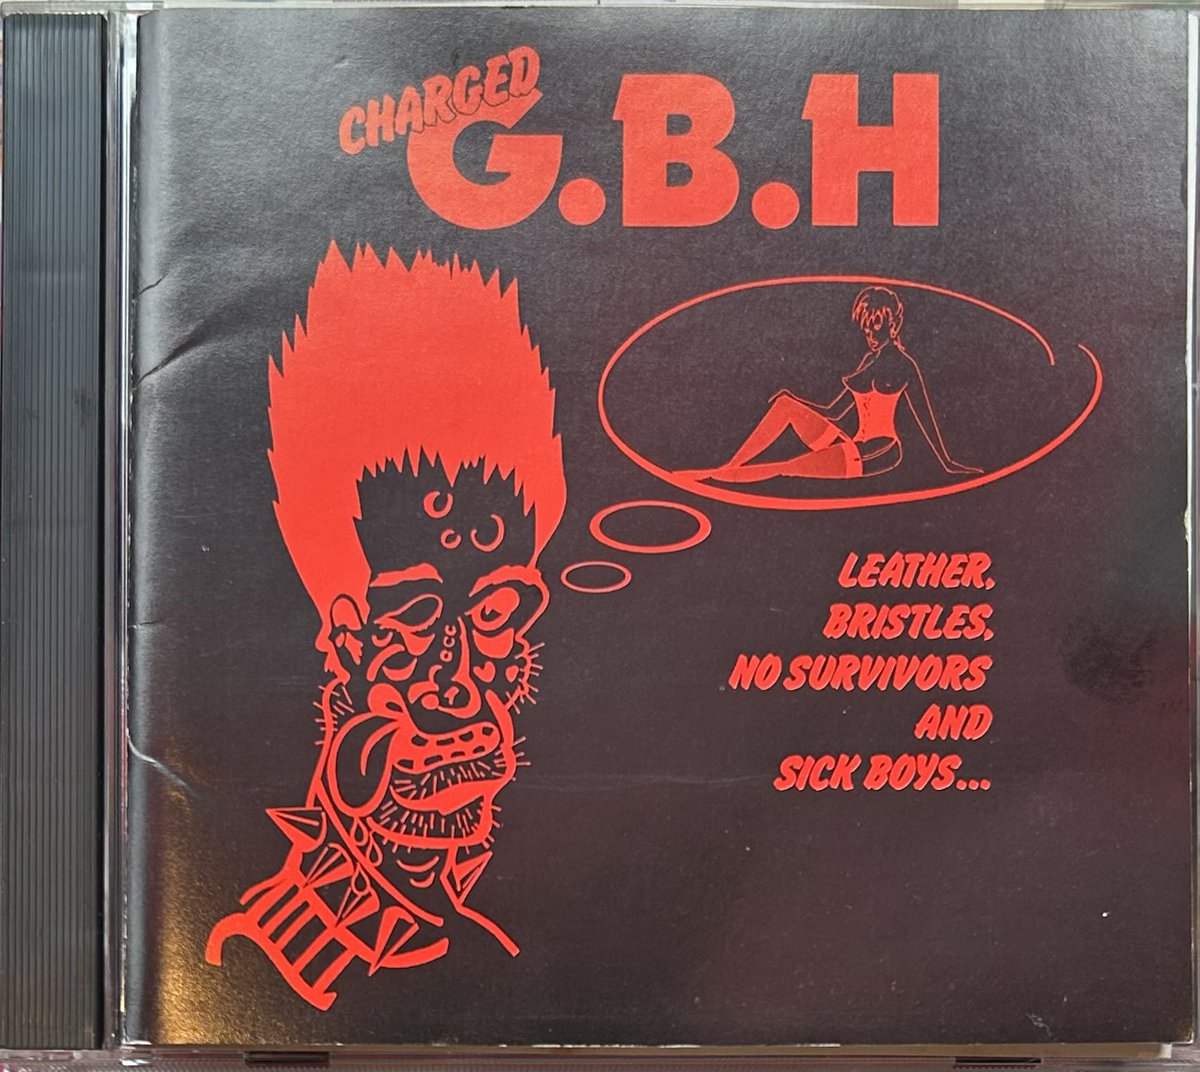 CHARGED
G.B.H
LEATHER,
BRISTLES,
NO SURVIVORS
AND
SICK BOYS...